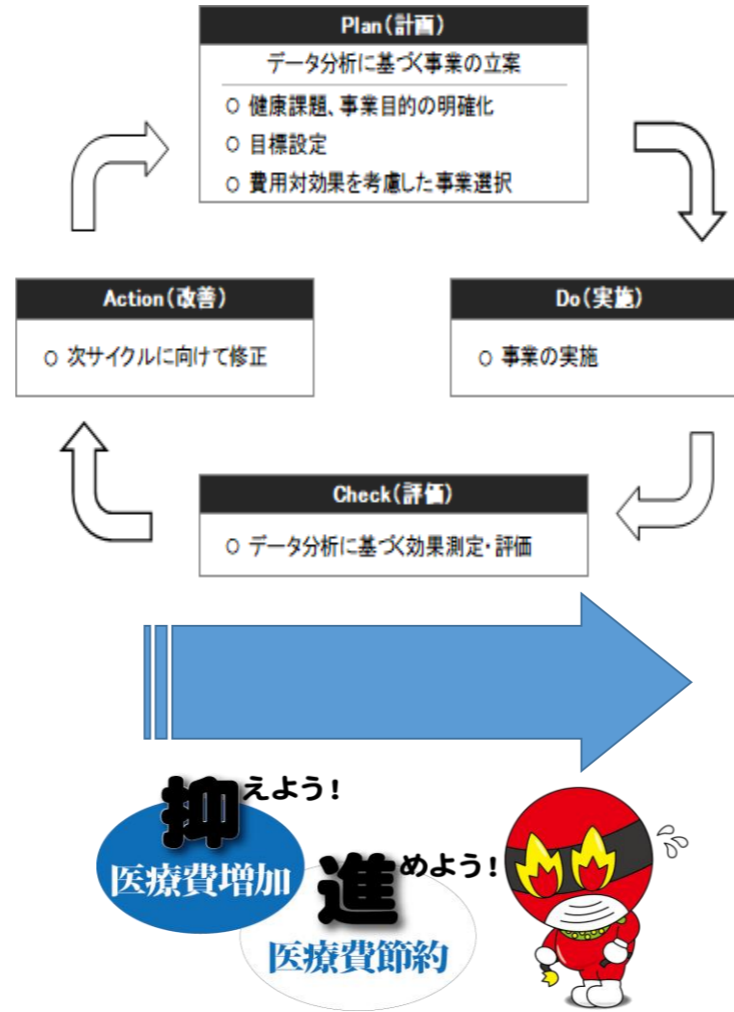 Plan(計画)
データ分析に基づく事業の立案
○ 健康課題、事業目的の明確化
○ 目標設定
○ 費用対効果を考慮した事業選択
Action(改善)
○ 次サイクルに向けて修正
Do(実施)
○ 事業の実施
Check(評価)
○ データ分析に基づく効果測定・評価
抑えよう!
医療費増加
進めよう!
医療費節約